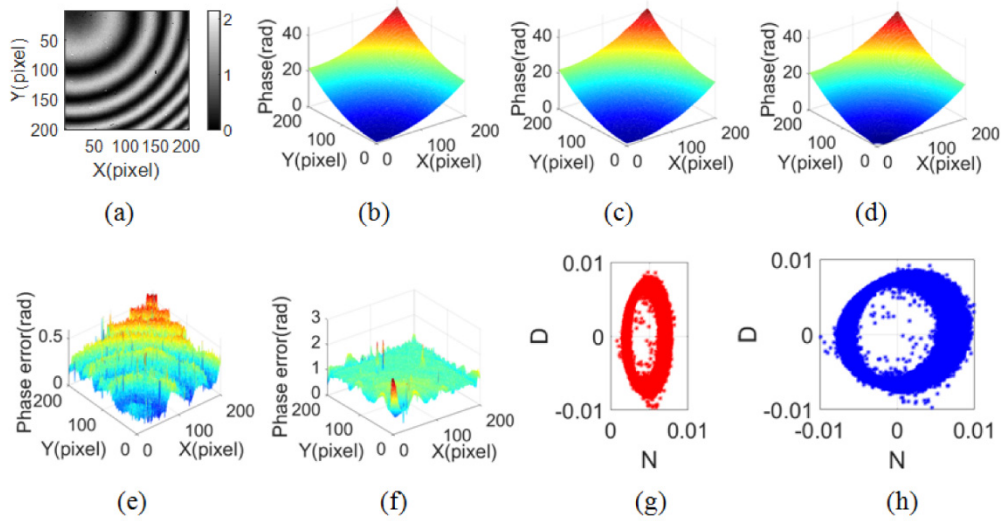 2
1
0
50
100
150
200
Y(pixel)
50 100 150 200
X(pixel)
(a)
Phase(rad)
40
20
0
200
100
0
Y(pixel)
0
100
200
X(pixel)
(b)
Phase(rad)
40
20
0
200
100
0
Y(pixel)
0
100
200
X(pixel)
(c)
Phase(rad)
40
20
0
200
100
0
Y(pixel)
0
100
200
X(pixel)
(d)
Phase error(rad)
0.5
0
200
100
0
Y(pixel)
0
100
200
X(pixel)
(e)
Phase error(rad)
3
2
1
0
200
100
0
Y(pixel)
0
100
200
X(pixel)
(f)
0.01
0
-0.01
D
0 0.01
N
(g)
0.01
0
-0.01
D
-0.01 0 0.01
N
(h)